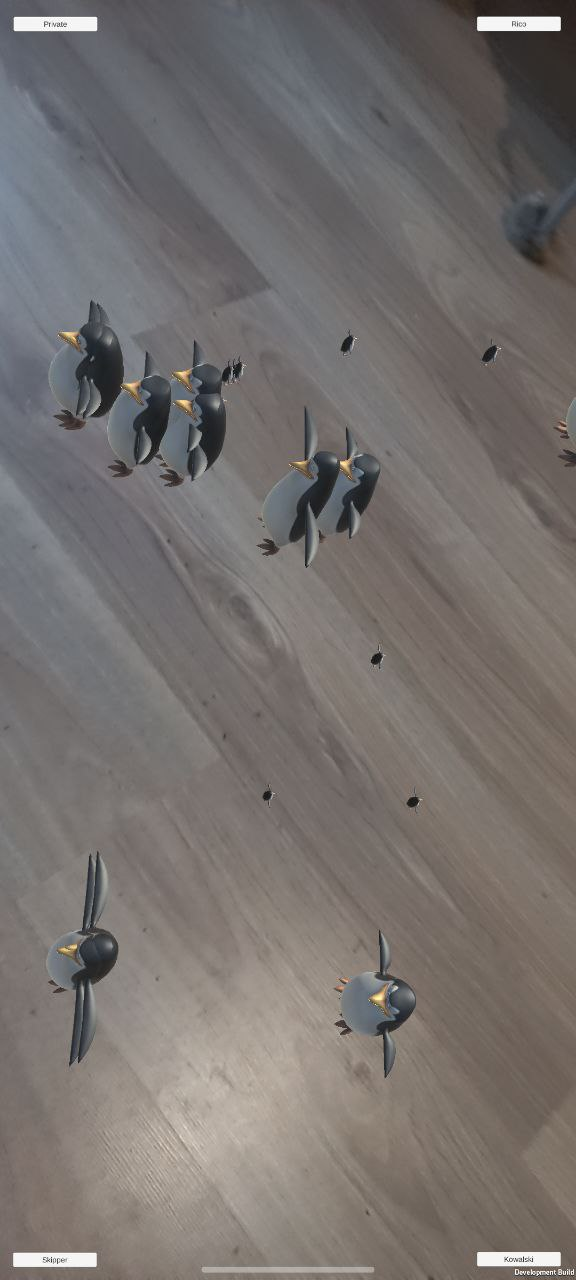 Private
Rico
Skipper
Kowalski
Development Build